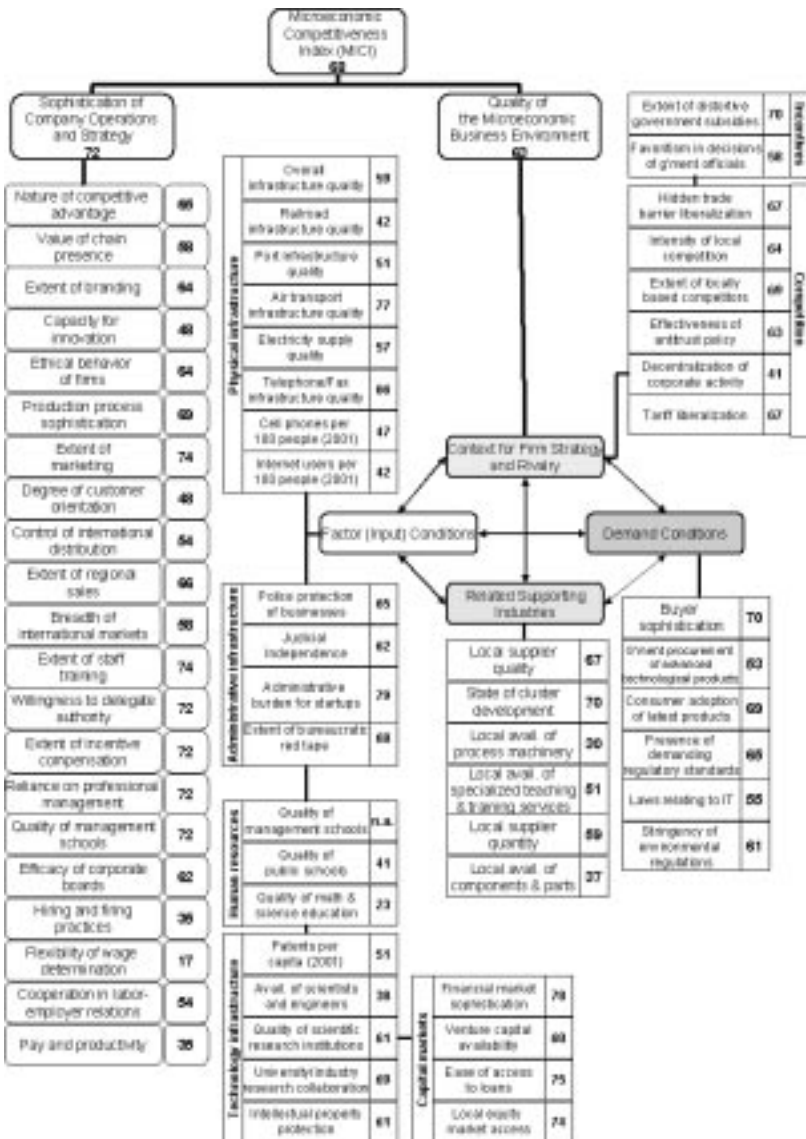 Microeconomic
Competitiveness
Index (MICI)
Sophistication of
Company Operations
and Strategy
72
Quality of
the Microeconomic
Business Environment
Nature of competitive
advantage
Value of chain
presence
Extent of branding
64
Capacity for
innovation
48
Ethical behavior
of firms
64
Production process
sophistication
69
Extent of
marketing
74
Degree of customer
orientation
48
Control of international
distribution
54
Extent of regional
sales
66
Breadth of
international markets
Extent of staff
training
74
Willingness to delegate
authority
72
Extent of incentive
compensation
72
Reliance on professional
management
72
Quality of management
schools
72
Efficacy of corporate
boards
62
Hiring and firing
practices
Flexibility of wage
determination
17
Cooperation in labor-
employer relations
54
Pay and productivity
Physical infrastructure
Overall
infrastructure quality
59
Railroad
infrastructure quality
42
Port infrastructure
quality
51
Air transport
infrastructure quality
77
Electricity supply
quality
57
Telephone/Fax
infrastructure quality
66
Cell phones per
100 people (2001)
47
Internet users per
100 people (2001)
42
Administrative infrastructure
Police protection
of businesses
65
Judicial
independence
62
Administrative
burden for startups
79
Extent of bureaucratic
red tape
Human resources
Quality of
management schools
n.a.
Quality of
public schools
41
Quality of math &
science education
23
Technology infrastructure
Patents per
capita (2001)
51
Avail. of scientists
and engineers
Quality of scientific
research institutions
61
University/industry
research collaboration
69
Intellectual property
protection
61
Capital markets
Financial market
sophistication
Venture capital
availability
Ease of access
to loans
75
Local equity
market access
74
Incentives
Extent of distortive
government subsidies
70
Favoritism in decisions
of g'ment officials
Competition
Hidden trade
barrier liberalization
67
Intensity of local
competition
64
Extent of locally
based competitors
69
Effectiveness of
antitrust policy
63
Decentralization of
corporate activity
41
Tariff liberalization
67
Context for Firm Strategy
and Rivalry
Factor (Input) Conditions
Demand Conditions
Related Supporting
Industries
Local supplier
quality
67
State of cluster
development
70
Local avail. of
process machinery
Local avail. of
specialized teaching
& training services
51
Local supplier
quantity
59
Local avail. of
components & parts
37
Buyer
sophistication
70
G'ment procurement
of advanced
technological products
Consumer adoption
of latest products
69
Presence of
demanding
regulatory standards
Laws relating to IT
55
Stringency of
environmental
regulations
61